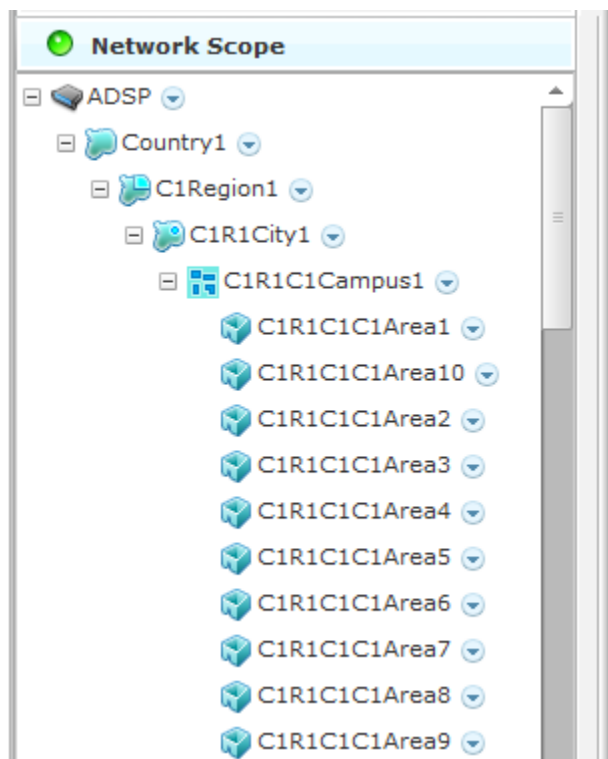 Network Scope
ADSP
Country1
C1Region1
C1R1City1
C1R1C1Campus1
C1R1C1C1Area1
C1R1C1C1Area10
C1R1C1C1Area2
C1R1C1C1Area3
C1R1C1C1Area4
C1R1C1C1Area5
C1R1C1C1Area6
C1R1C1C1Area7
C1R1C1C1Area8
C1R1C1C1Area9